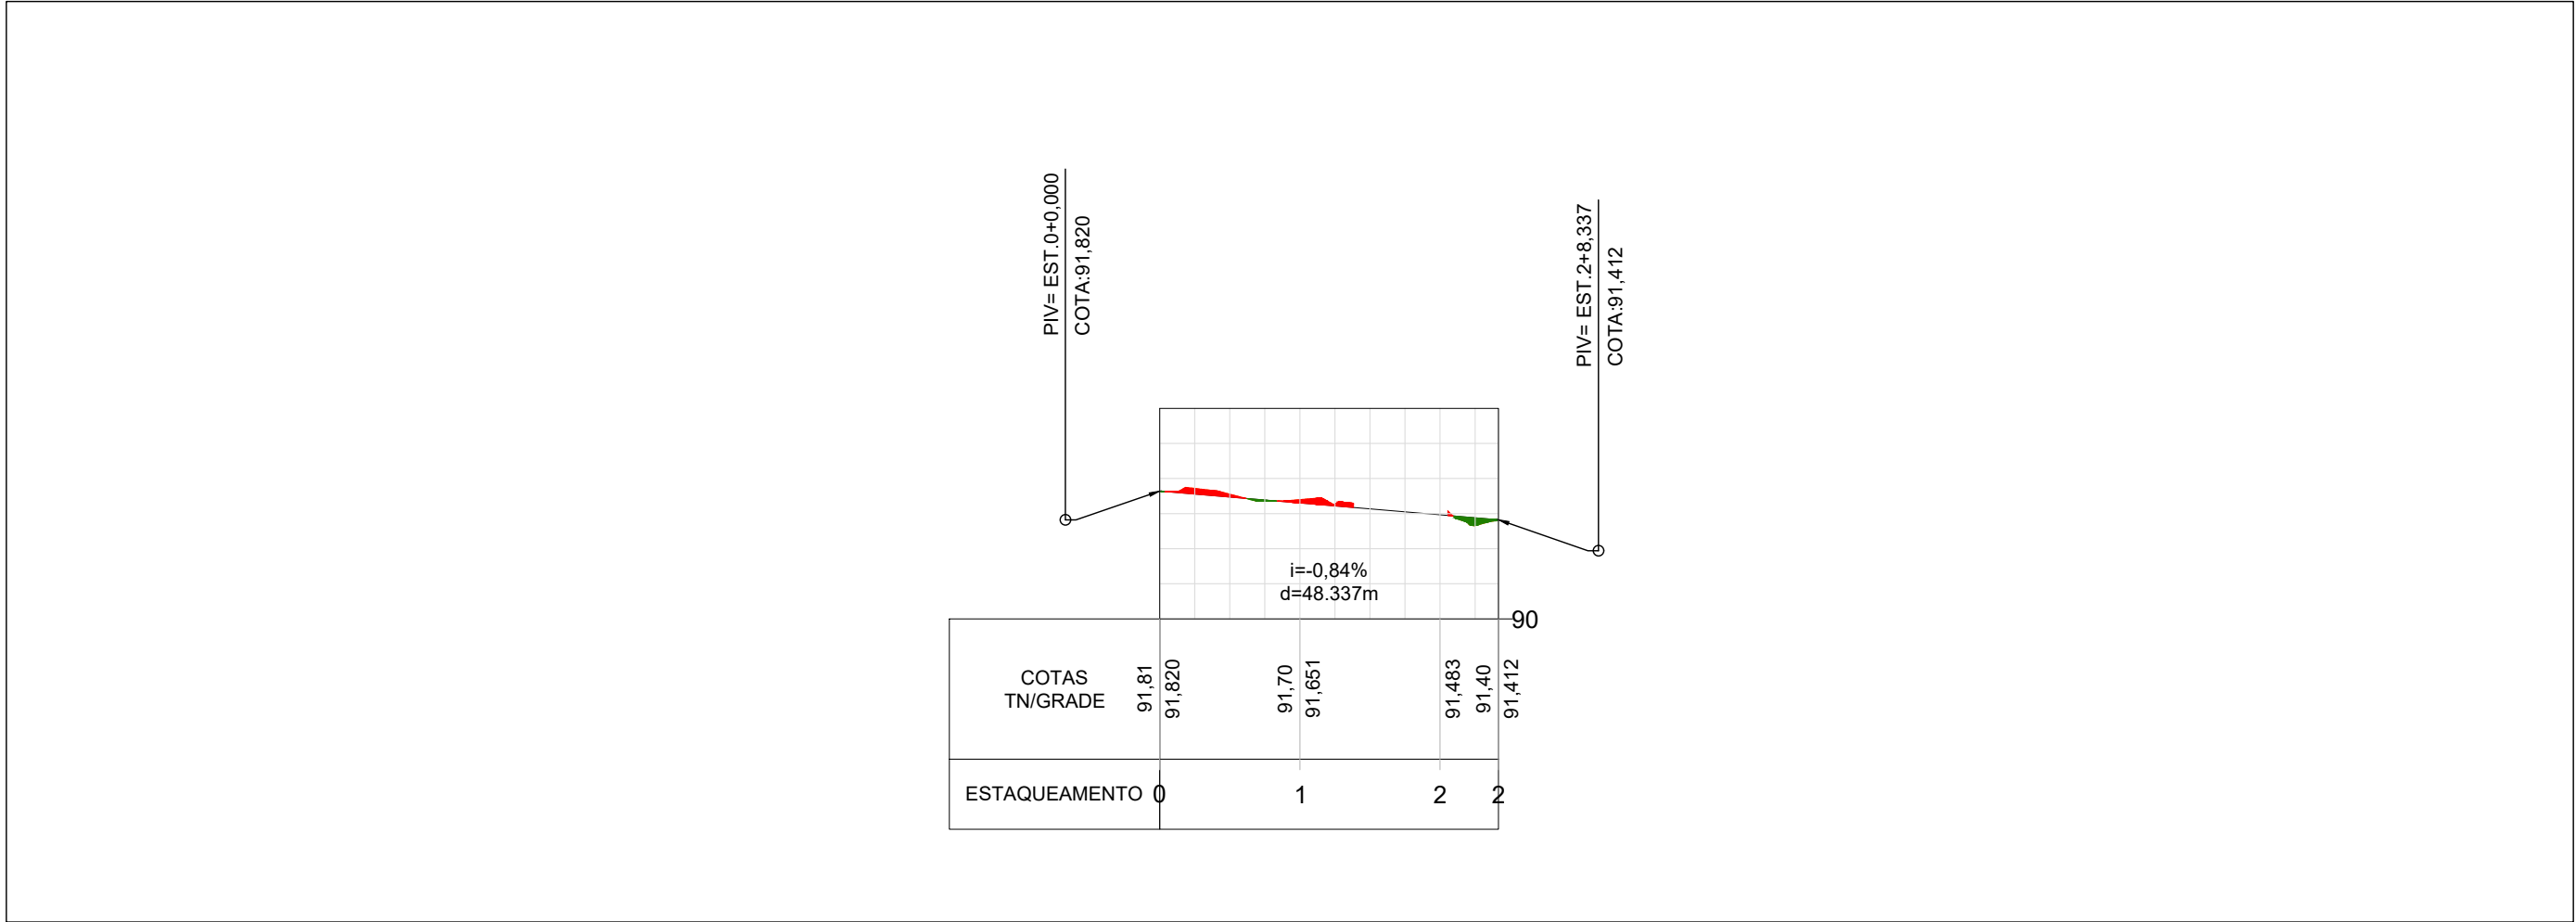 PIV= EST.0+0,000
COTA:91,820
PIV= EST.2+8,337
COTA:91,412
i=-0,84%
d=48.337m
90
COTAS
TN/GRADE
91,81
91,820
91,70
91,651
91,483
91,40
91,412
ESTAQUEAMENTO 0 1 2 2